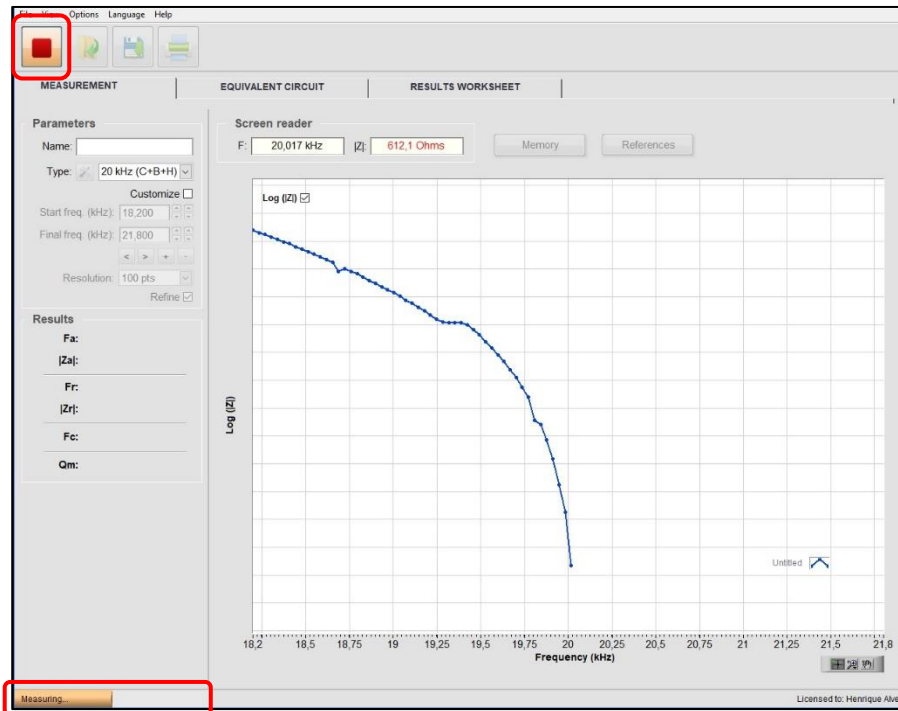 File View Options Language Help
MEASUREMENT EQUIVALENT CIRCUIT RESULTS WORKSHEET
Parameters
Name:
Type: 20 kHz (C+B+H)
Customize
Start freq. (kHz): 18,200
Final freq. (kHz): 21,800
< > + -
Resolution: 100 pts
Refine
Results
Fa:
|Za|:
Fr:
|Zr|:
Fc:
Qm:
Screen reader
F: 20,017 kHz |Z|: 612,1 Ohms Memory References
Log (|Z|)
Log (|Z|)
Untitled
18,2 18,5 18,75 19 19,25 19,5 19,75 20 20,25 20,5 20,75 21 21,25 21,5 21,8
Frequency (kHz)
Measuring... Licensed to: Henrique Alve